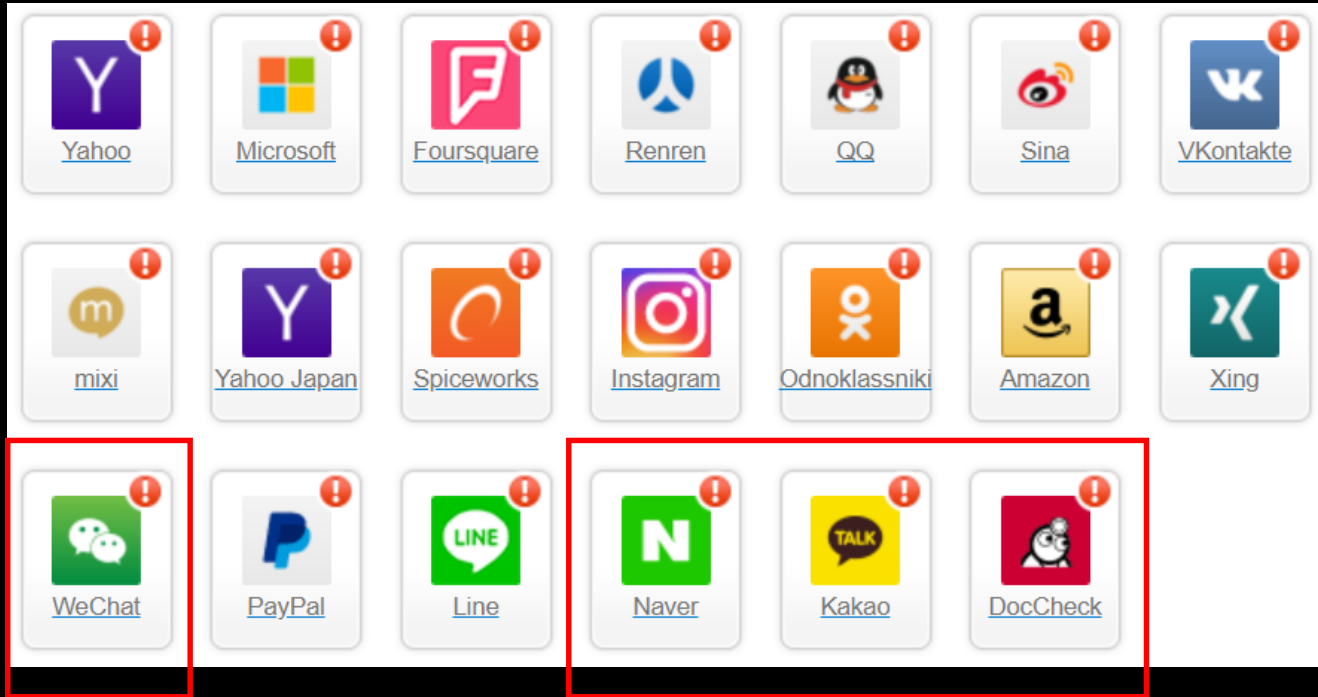 Yahoo
Microsoft
Foursquare
Renren
QQ
Sina
VKontakte
mixi
Yahoo Japan
Spiceworks
Instagram
Odnoklassniki
Amazon
Xing
LINE
TALK
WeChat
PayPal
Line
Naver
Kakao
DocCheck